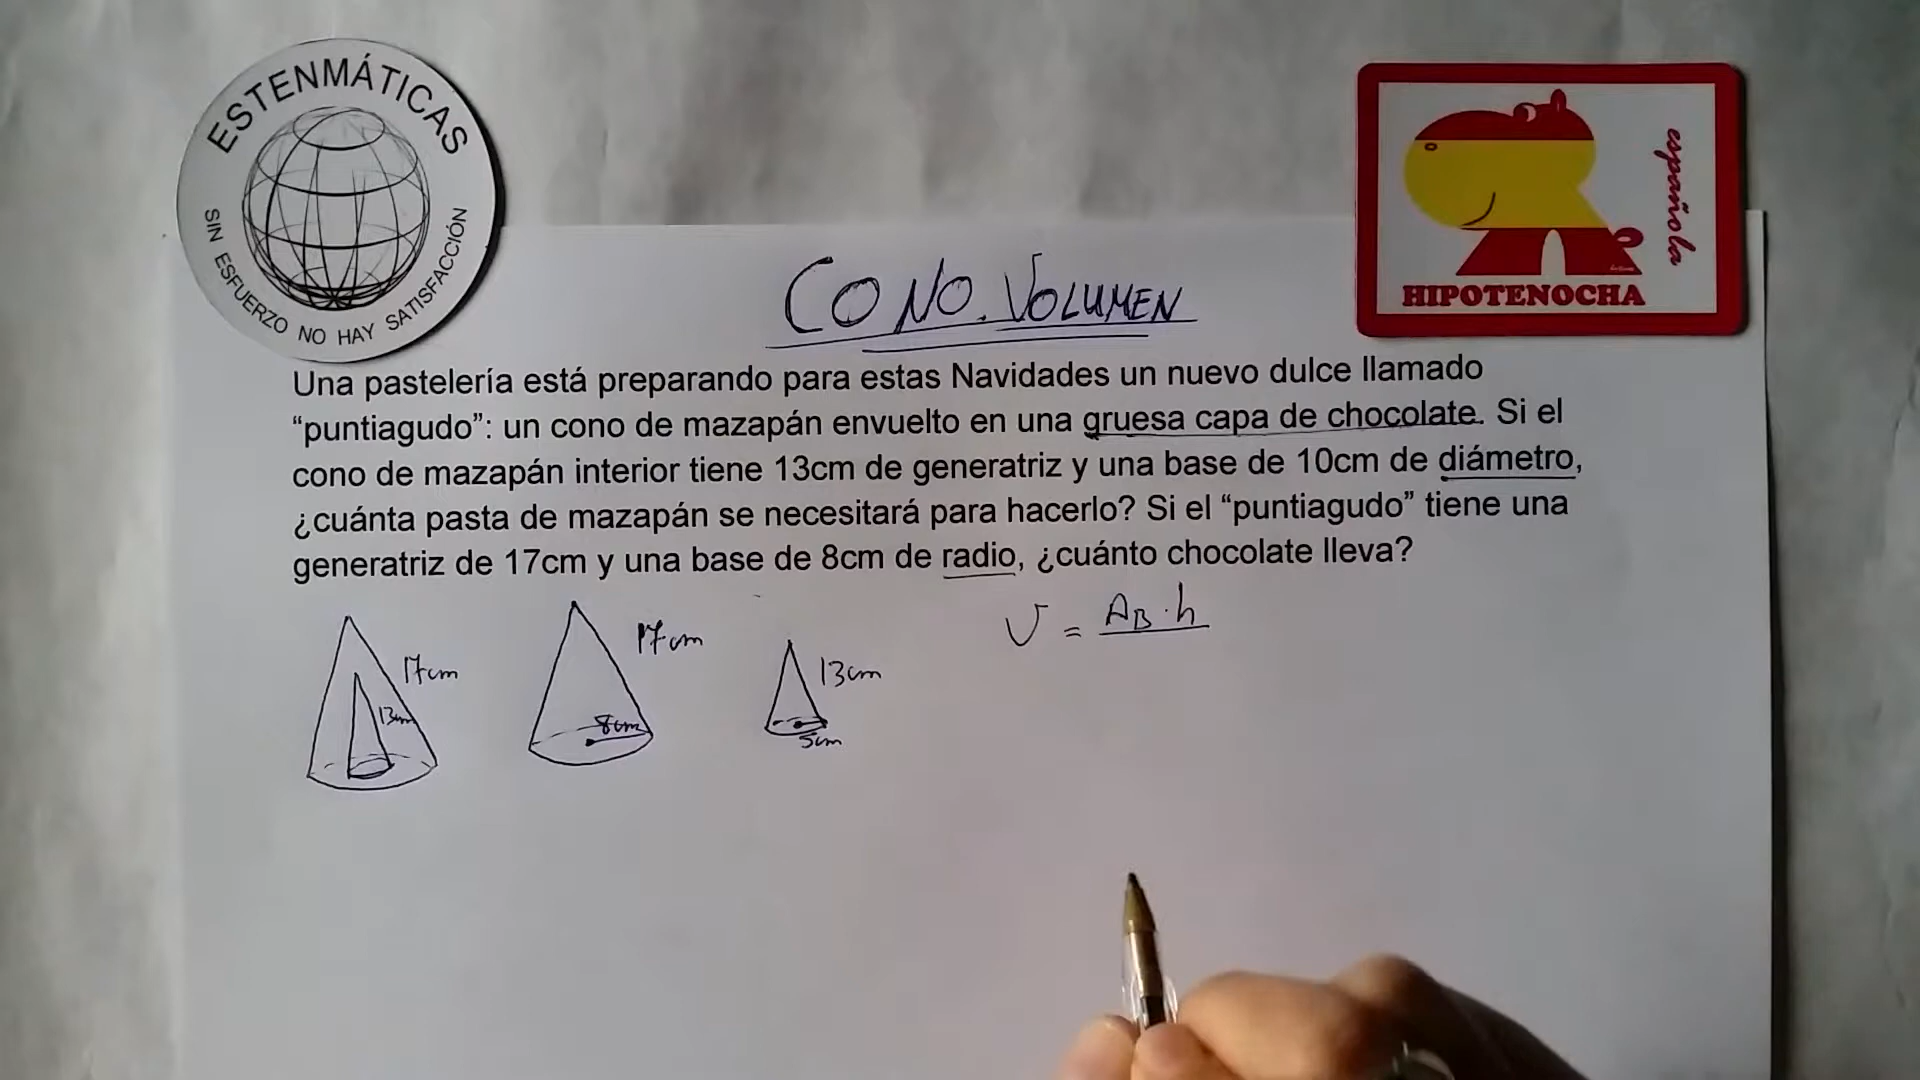 ESTENMÁTICAS
SIN ESFUERZO NO HAY SATISFACCIÓN
española
HIPOTENOCHA
CONO. VOLUMEN
Una pastelería está preparando para estas Navidades un nuevo dulce llamado
“puntiagudo”: un cono de mazapán envuelto en una gruesa capa de chocolate. Si el
cono de mazapán interior tiene 13cm de generatriz y una base de 10cm de diámetro,
¿cuánta pasta de mazapán se necesitará para hacerlo? Si el “puntiagudo” tiene una
generatriz de 17cm y una base de 8cm de radio, ¿cuánto chocolate lleva?
17cm
13cm
17cm
8cm
13cm
5cm
V = AB·h